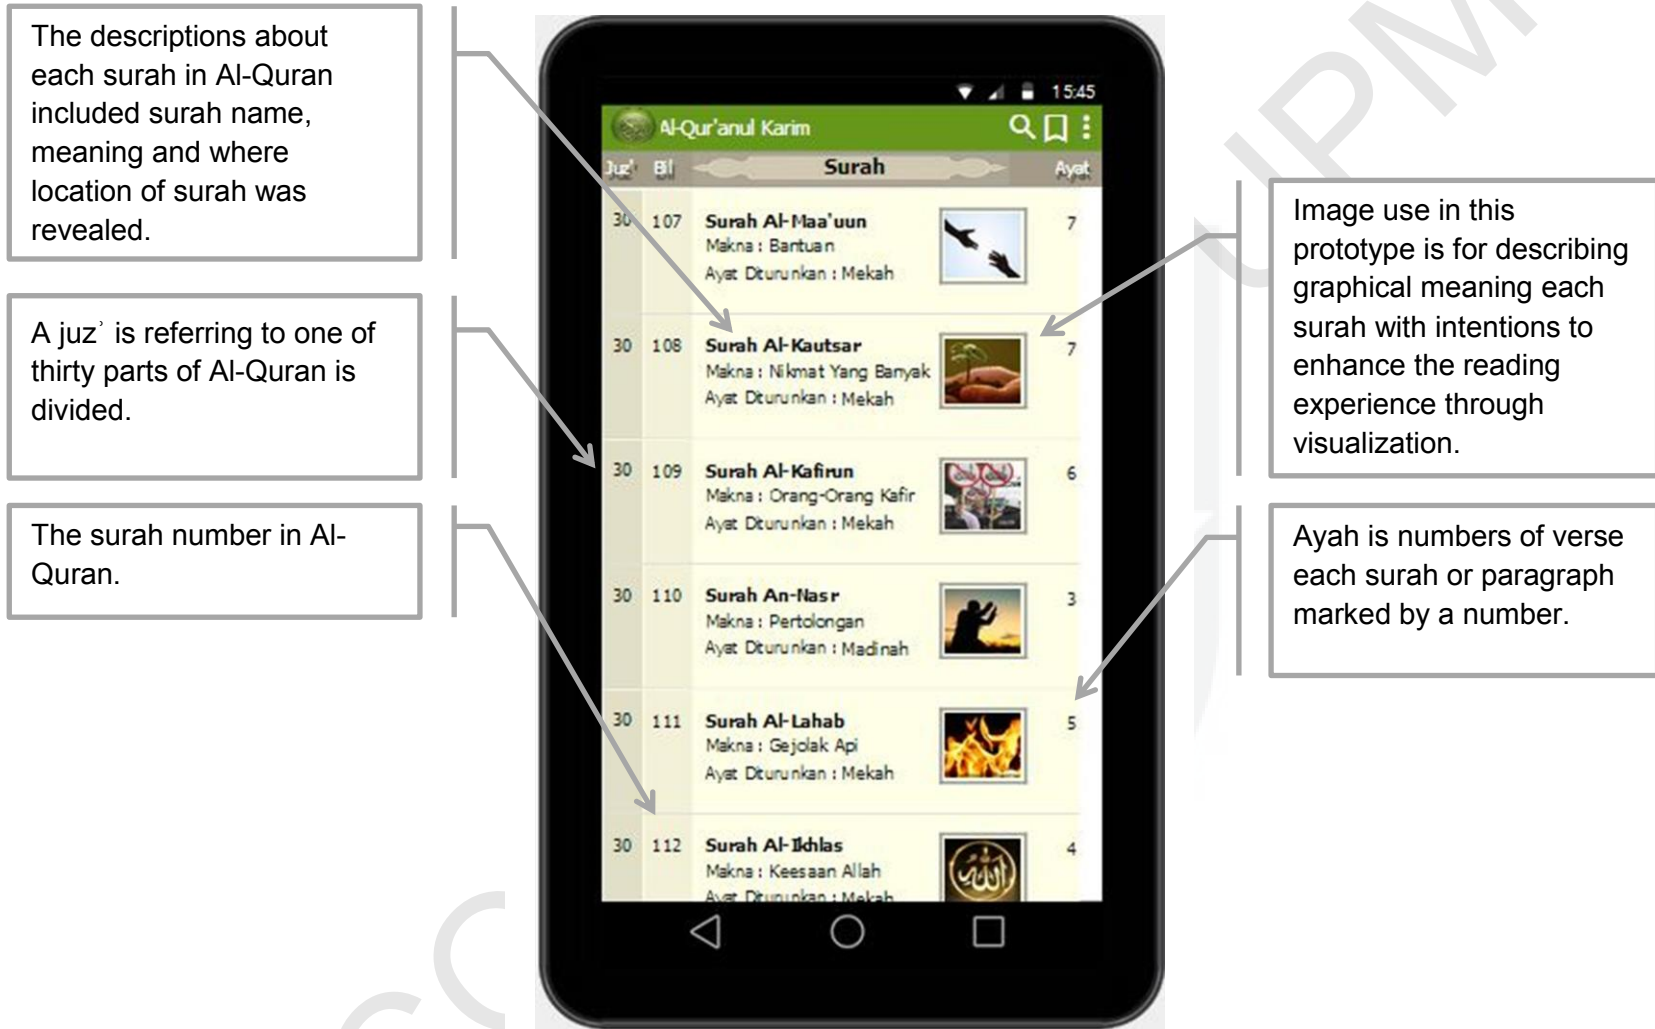 The descriptions about
each surah in Al-Quran
included surah name,
meaning and where
location of surah was
revealed.
A juzʾ is referring to one of
thirty parts of Al-Quran is
divided.
The surah number in Al-
Quran.
15:45
Al-Qur'anul Karim
Juz' Bil Surah Ayat
30 107 Surah Al-Maa'uun 7
Makna : Bantuan
Ayat Diturunkan : Mekah
30 108 Surah Al-Kautsar 7
Makna : Nikmat Yang Banyak
Ayat Diturunkan : Mekah
30 109 Surah Al-Kafirun 6
Makna : Orang-Orang Kafir
Ayat Diturunkan : Mekah
30 110 Surah An-Nasr 3
Makna : Pertolongan
Ayat Diturunkan : Madinah
30 111 Surah Al-Lahab 5
Makna : Gejolak Api
Ayat Diturunkan : Mekah
30 112 Surah Al-Ikhlas 4
Makna : Keesaan Allah
Ayat Diturunkan : Mekah
الله
Image use in this
prototype is for describing
graphical meaning each
surah with intentions to
enhance the reading
experience through
visualization.
Ayah is numbers of verse
each surah or paragraph
marked by a number.
UPM